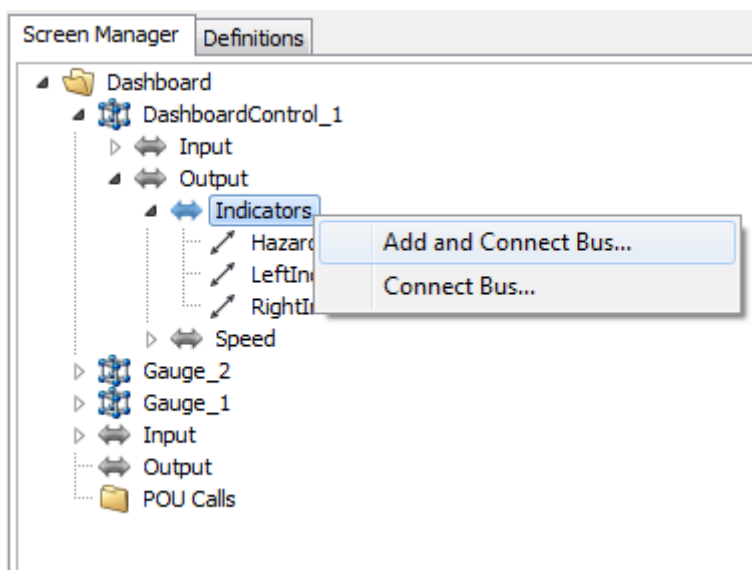 Screen Manager Definitions
Dashboard
DashboardControl_1
Input
Output
Indicators
Add and Connect Bus...
Connect Bus...
Speed
Gauge_2
Gauge_1
Input
Output
POU Calls